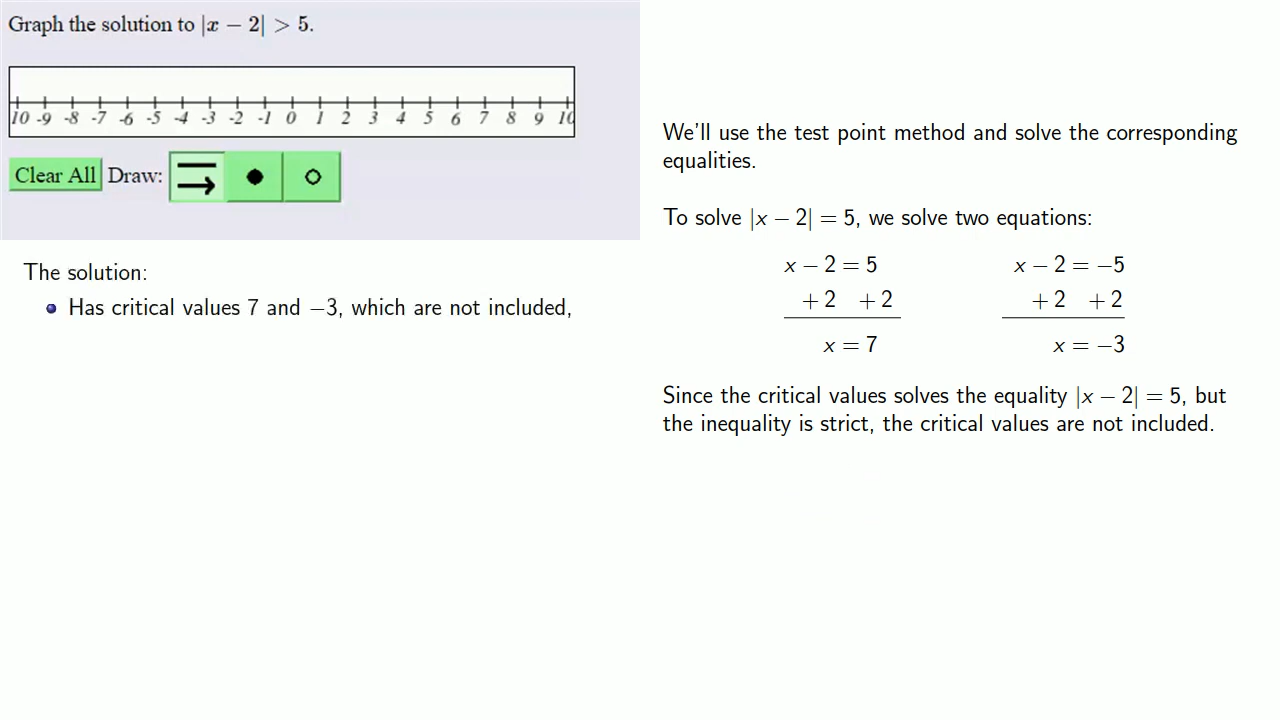 Graph the solution to |x − 2| > 5.
10 -9 -8 -7 -6 -5 -4 -3 -2 -1 0 1 2 3 4 5 6 7 8 9 10
Clear All Draw:
The solution:
Has critical values 7 and −3, which are not included,
We'll use the test point method and solve the corresponding
equalities.
To solve |x − 2| = 5, we solve two equations:
x − 2 = 5 x − 2 = −5
+ 2 + 2 + 2 + 2
x = 7 x = −3
Since the critical values solves the equality |x − 2| = 5, but
the inequality is strict, the critical values are not included.